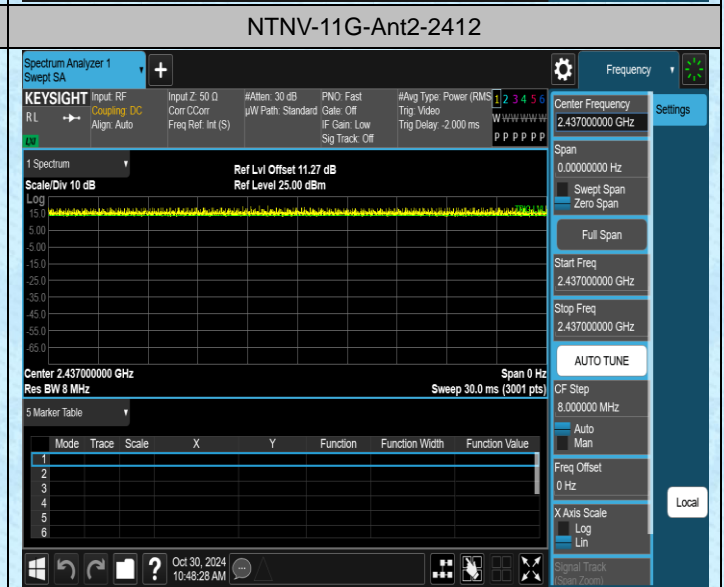 NTNV-11G-Ant2-2412
Spectrum Analyzer 1
Swept SA
Frequency
KEYSIGHT
RL
Input: RF
Coupling: DC
Align: Auto
Input Z: 50 Ω
Corr CCorr
Freq Ref: Int (S)
#Atten: 30 dB
µW Path: Standard
PNO: Fast
Gate: Off
IF Gain: Low
Sig Track: Off
#Avg Type: Power (RMS
Trig: Video
Trig Delay: -2.000 ms
1 2 3 4 5 6
W W W W W W
P P P P P P
Center Frequency
2.437000000 GHz
Settings
Span
0.00000000 Hz
Swept Span
Zero Span
Full Span
Start Freq
2.437000000 GHz
Stop Freq
2.437000000 GHz
AUTO TUNE
CF Step
8.000000 MHz
Auto
Man
Freq Offset
0 Hz
X Axis Scale
Log
Lin
Signal Track
(Span Zoom)
Local
1 Spectrum
Scale/Div 10 dB
Ref Lvl Offset 11.27 dB
Ref Level 25.00 dBm
Log
15.0
5.00
-5.00
-15.0
-25.0
-35.0
-45.0
-55.0
-65.0
Center 2.437000000 GHz
Span 0 Hz
Res BW 8 MHz
Sweep 30.0 ms (3001 pts)
5 Marker Table
Mode Trace Scale X Y Function Function Width Function Value
1
2
3
4
5
6
Oct 30, 2024
10:48:28 AM